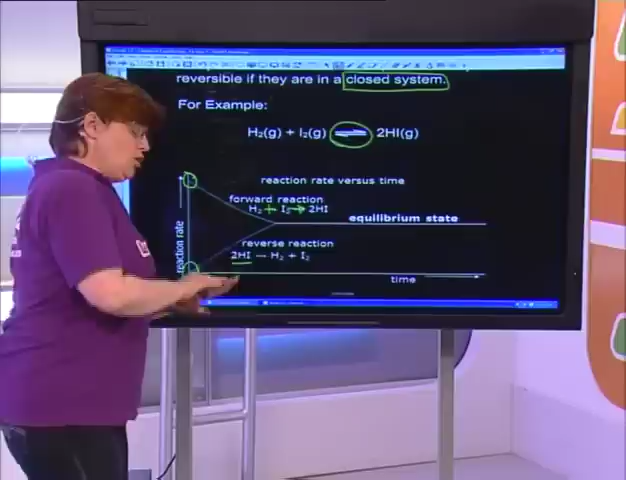 reversible if they are in a closed system.
For Example:
H₂(g) + I₂(g) ⇌ 2HI(g)
reaction rate versus time
forward reaction
H₂ + I₂ → 2HI
equilibrium state
reaction rate
reverse reaction
2HI → H₂ + I₂
time